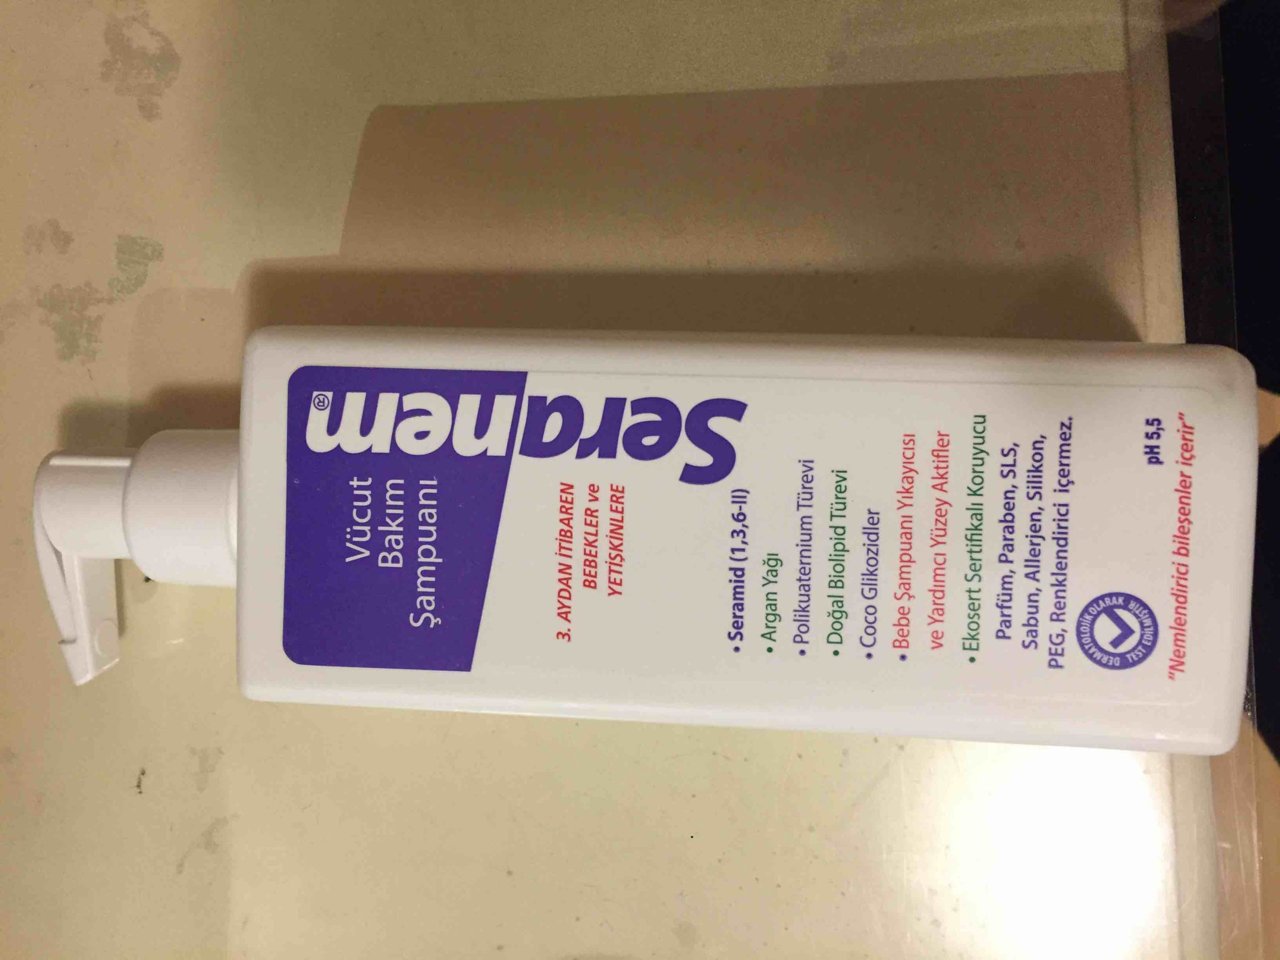 Seranem®
Vücut
Bakım
Şampuanı
3. AYDAN İTİBAREN
BEBEKLER ve
YETİŞKİNLERE
• Seramid (1,3,6-II)
• Argan Yağı
• Polikuaternium Türevi
• Doğal Biolipid Türevi
• Coco Glikozidler
• Bebe Şampuanı Yıkayıcısı
ve Yardımcı Yüzey Aktifler
• Ekosert Sertifikalı Koruyucu
Parfüm, Paraben, SLS,
Sabun, Allerjen, Silikon,
PEG, Renklendirici içermez.
DERMATOLOJİK OLARAK
TEST EDİLMİŞTİR
pH 5,5
"Nemlendirici bileşenler içerir"